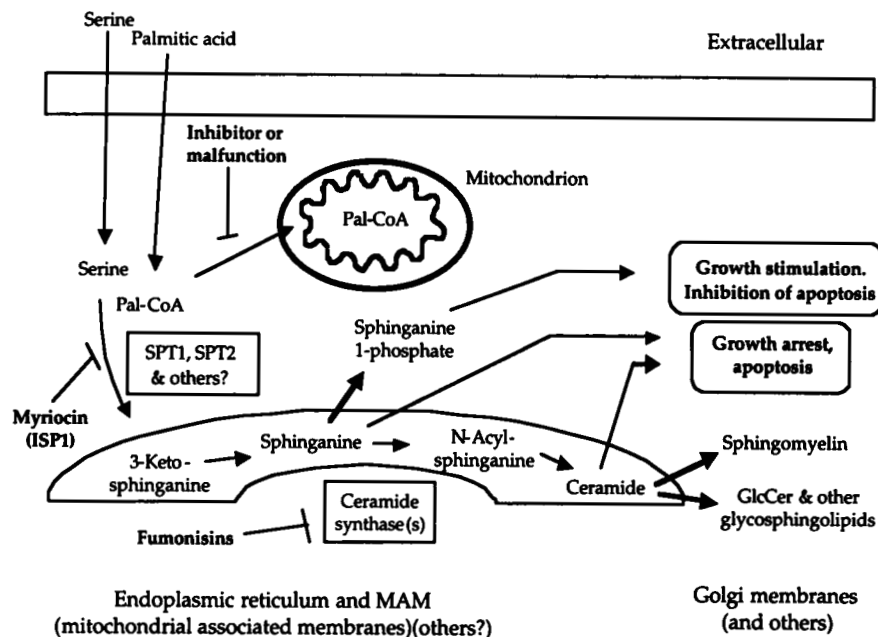 Serine
Palmitic acid
Extracellular
Inhibitor or
malfunction
Mitochondrion
Pal-CoA
Serine
Pal-CoA
Growth stimulation.
Inhibition of apoptosis
Sphinganine
1-phosphate
SPT1, SPT2
& others?
Growth arrest,
apoptosis
Myriocin
(ISP1)
Sphinganine
N-Acyl-
sphinganine
3-Keto-
sphinganine
Sphingomyelin
Ceramide
GlcCer & other
glycosphingolipids
Ceramide
synthase(s)
Fumonisins
Endoplasmic reticulum and MAM
(mitochondrial associated membranes)(others?)
Golgi membranes
(and others)